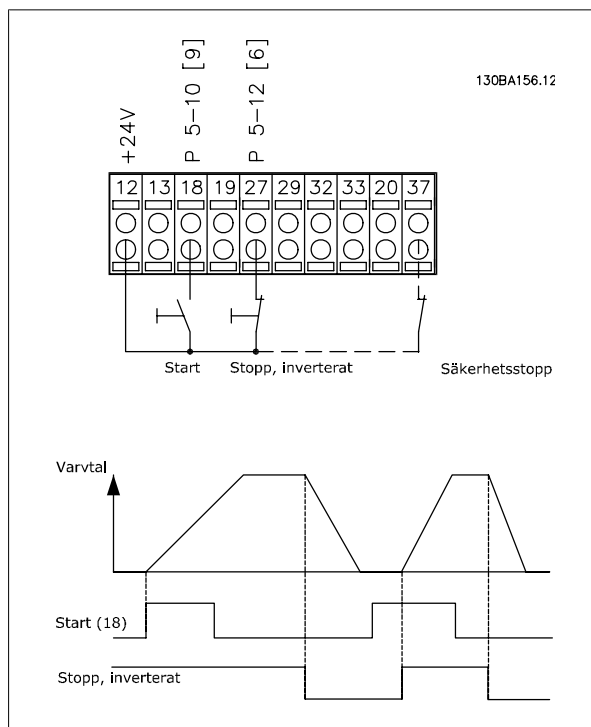 130BA156.12
+24V
P 5-10 [9]
P 5-12 [6]
12 13 18 19 27 29 32 33 20 37
Start
Stopp, inverterat
Säkerhetsstopp
Varvtal
Start (18)
Stopp, inverterat